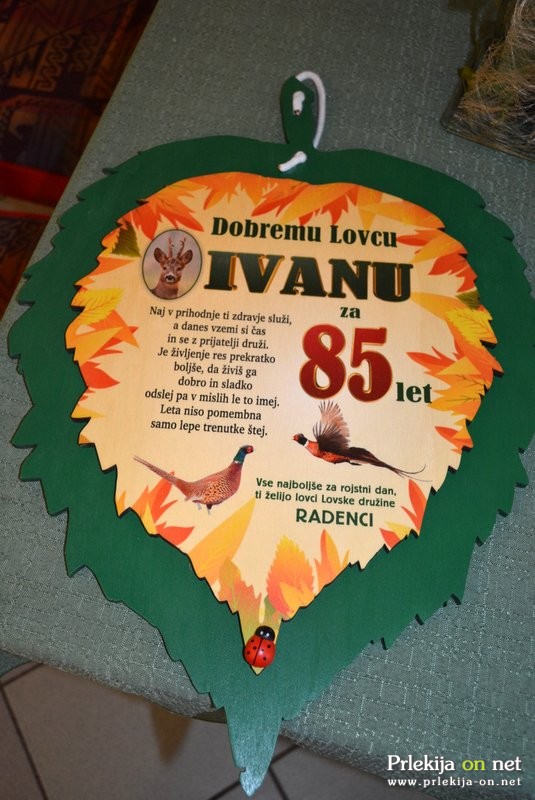 Dobremu Lovcu
IVANU
za
85
let
Naj v prihodnje ti zdravje služi,
a danes vzemi si čas
in se z prijatelji druži.
Je življenje res prekratko
boljše, da živiš ga
dobro in sladko
odslej pa v mislih le to imej.
Leta niso pomembna
samo lepe trenutke štej.
Vse najboljše za rojstni dan,
ti želijo lovci Lovske družine
RADENCI
Prlekija on net
www.prlekija-on.net